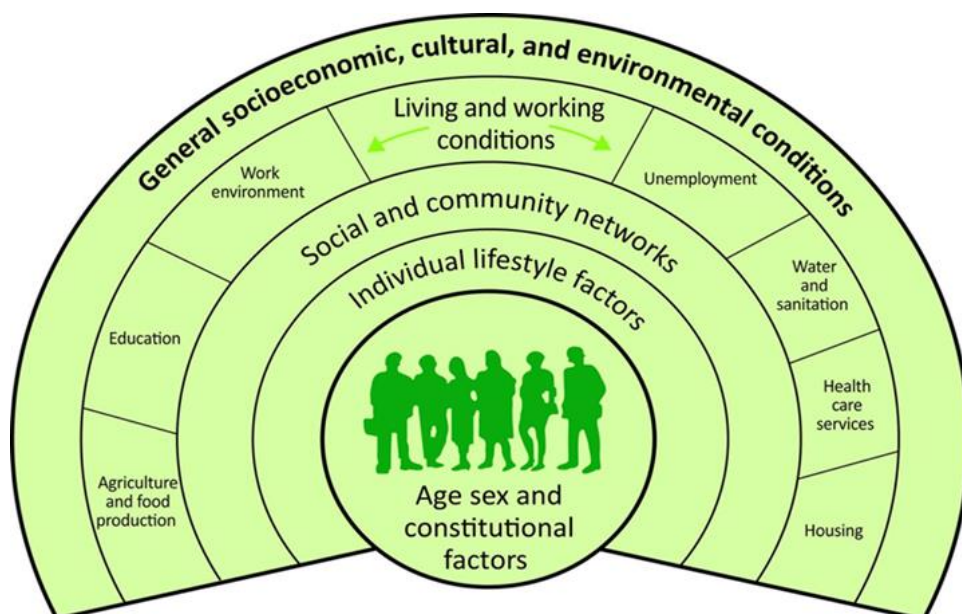 General socioeconomic, cultural, and environmental conditions
Living and working
conditions
Work
environment
Unemployment
Education
Water
and
sanitation
Agriculture
and food
production
Health
care
services
Housing
Social and community networks
Individual lifestyle factors
Age sex and
constitutional
factors